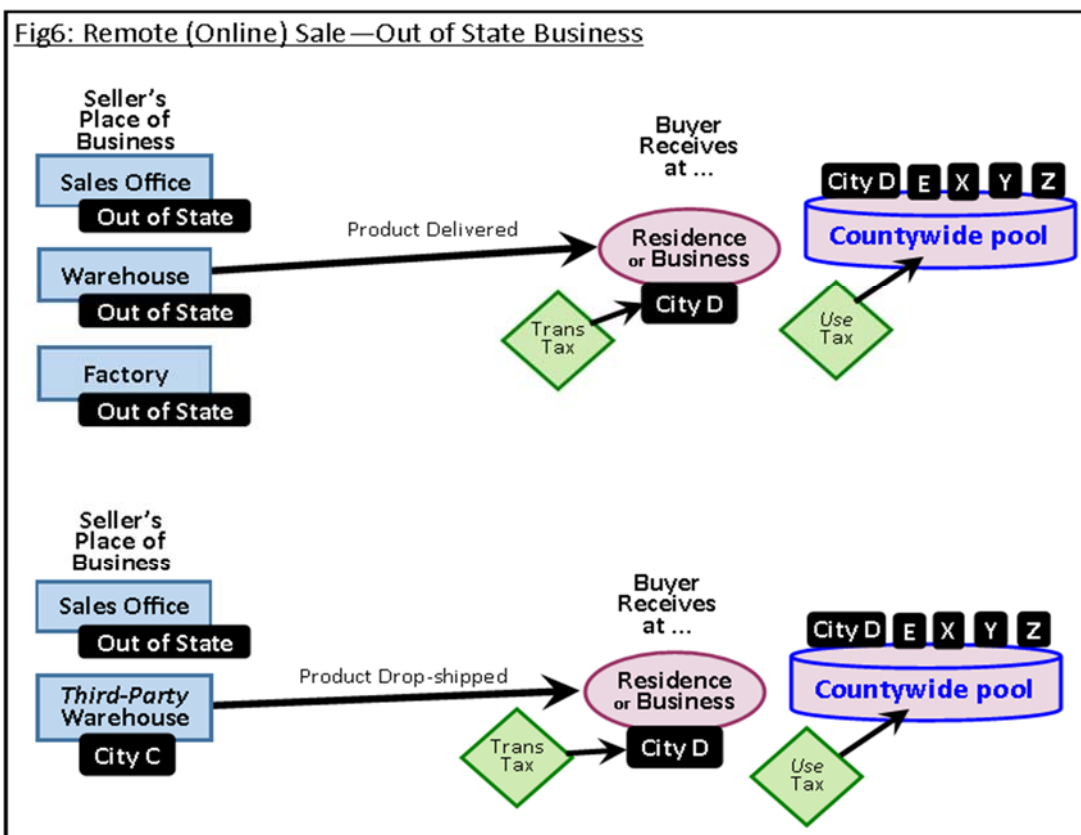 Fig6: Remote (Online) Sale—Out of State Business
Seller's
Place of
Business
Sales Office
Out of State
Warehouse
Out of State
Factory
Out of State
Product Delivered
Buyer
Receives
at ...
Residence
or Business
City D
Trans
Tax
City D E X Y Z
Countywide pool
Use
Tax
Seller's
Place of
Business
Sales Office
Out of State
Third-Party
Warehouse
City C
Product Drop-shipped
Buyer
Receives
at ...
Residence
or Business
City D
Trans
Tax
City D E X Y Z
Countywide pool
Use
Tax